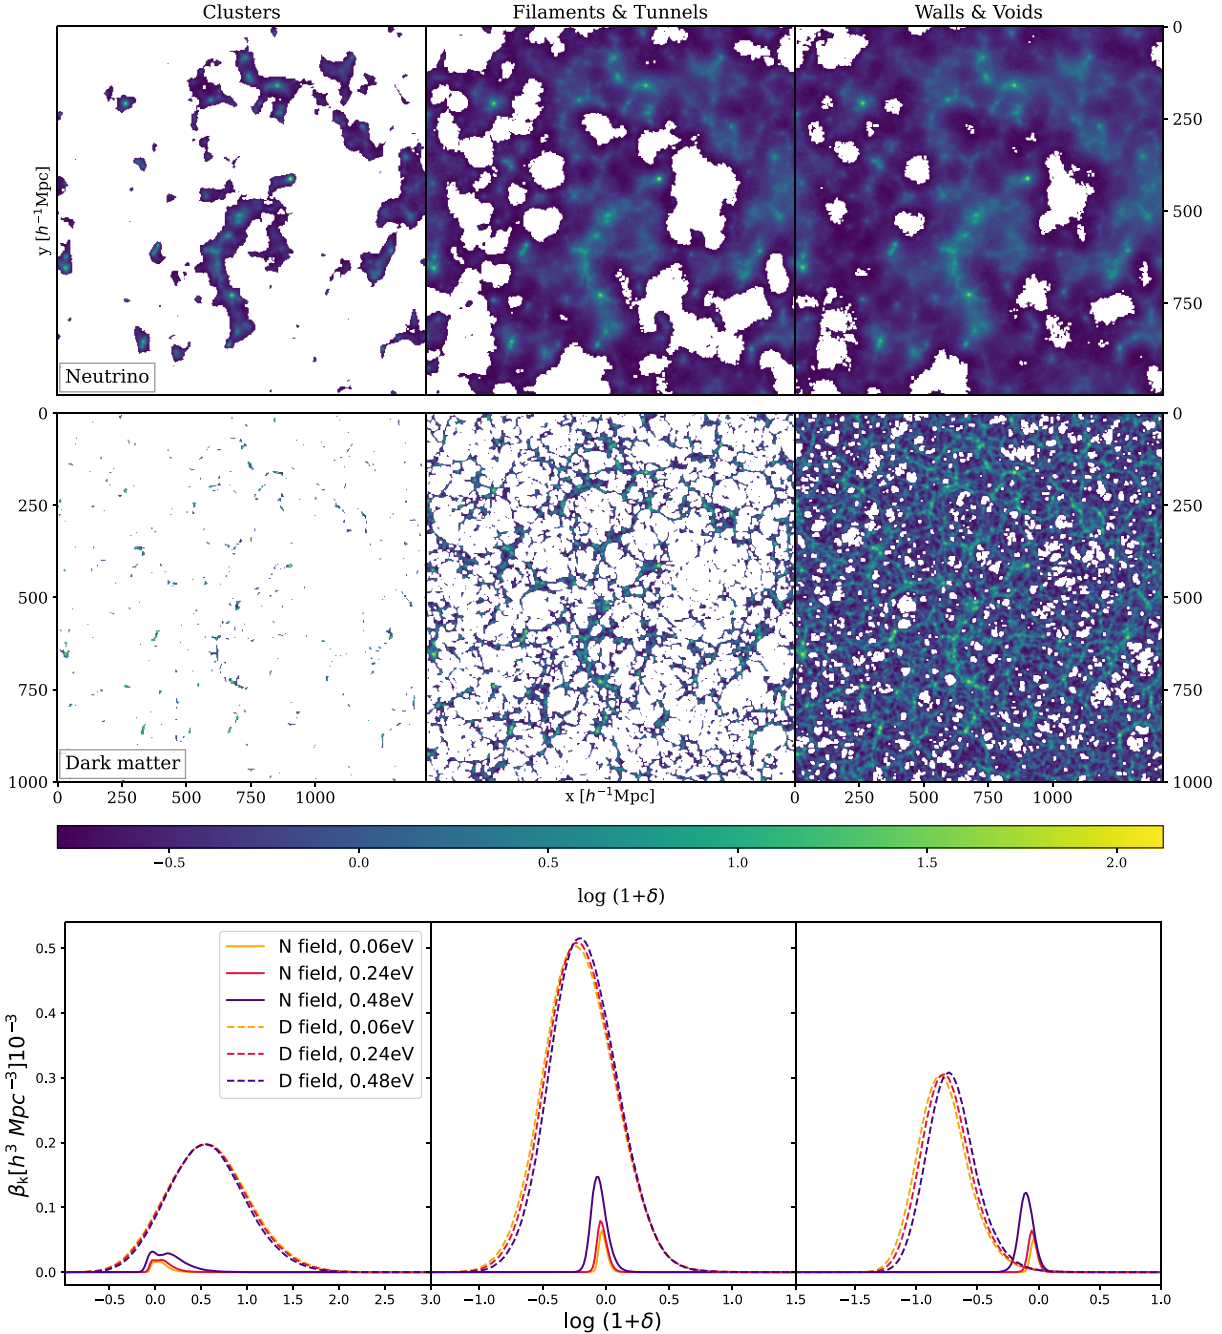 Clusters
Filaments & Tunnels
Walls & Voids
0
250
500
750
y [h⁻¹Mpc]
Neutrino
0
250
500
750
1000
Dark matter
0
250
500
750
1000
0 250 500 750 1000
x [h⁻¹Mpc]
0 250 500 750 1000
−0.5 0.0 0.5 1.0 1.5 2.0
log (1+δ)
N field, 0.06eV
N field, 0.24eV
N field, 0.48eV
D field, 0.06eV
D field, 0.24eV
D field, 0.48eV
0.5
0.4
0.3
0.2
0.1
0.0
βₖ[h³ Mpc⁻³]10⁻³
−0.5 0.0 0.5 1.0 1.5 2.0 2.5 3.0
−1.0 −0.5 0.0 0.5 1.0 1.5
−1.0 −0.5 0.0 0.5 1.0
log (1+δ)